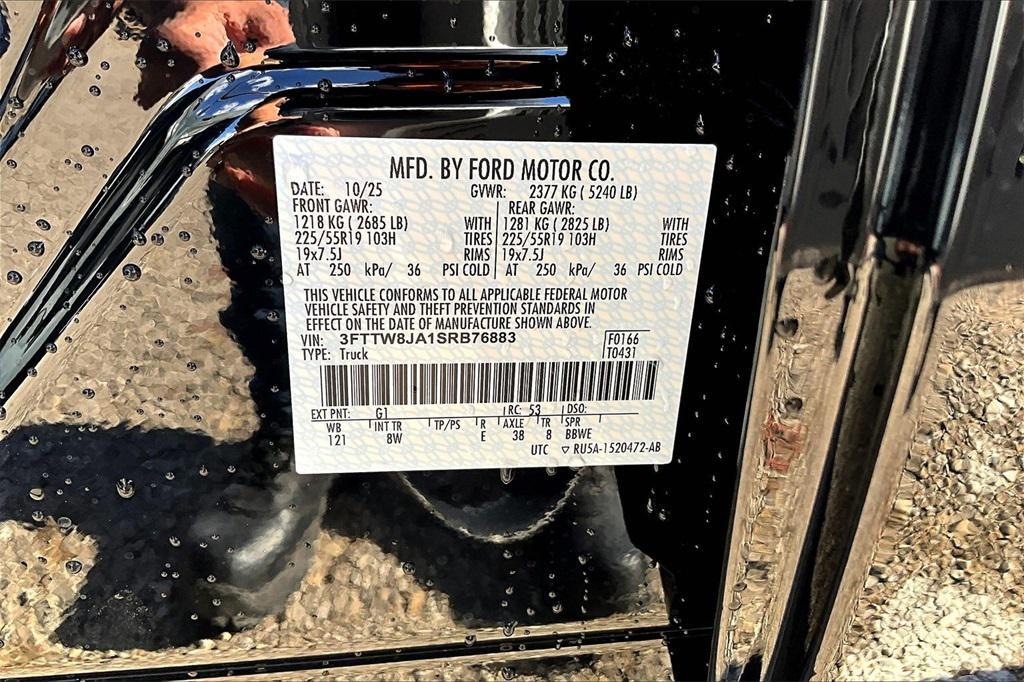 MFD. BY FORD MOTOR CO.
DATE: 10/25 GVWR: 2377 KG ( 5240 LB)
FRONT GAWR: REAR GAWR:
1218 KG ( 2685 LB) WITH 1281 KG ( 2825 LB) WITH
225/55R19 103H TIRES 225/55R19 103H TIRES
19x7.5J RIMS 19x7.5J RIMS
AT 250 kPa/ 36 PSI COLD AT 250 kPa/ 36 PSI COLD
THIS VEHICLE CONFORMS TO ALL APPLICABLE FEDERAL MOTOR
VEHICLE SAFETY AND THEFT PREVENTION STANDARDS IN
EFFECT ON THE DATE OF MANUFACTURE SHOWN ABOVE.
VIN: 3FTTW8JA1SRB76883 F0166
TYPE: Truck T0431
EXT PNT: G1 RC: 53 DSO:
WB INT TR TP/PS R AXLE TR SPR
121 8W E 38 8 BBWE
UTC ▽ RU5A-1520472-AB